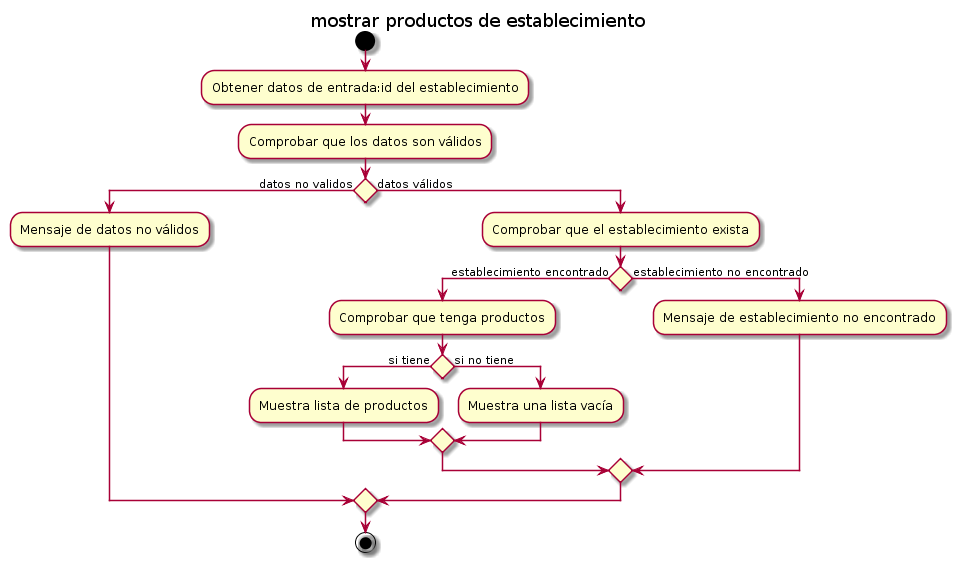 mostrar productos de establecimiento
Obtener datos de entrada:id del establecimiento
Comprobar que los datos son válidos
datos no validos
datos válidos
Mensaje de datos no válidos
Comprobar que el establecimiento exista
establecimiento encontrado
establecimiento no encontrado
Comprobar que tenga productos
Mensaje de establecimiento no encontrado
si tiene
si no tiene
Muestra lista de productos
Muestra una lista vacía